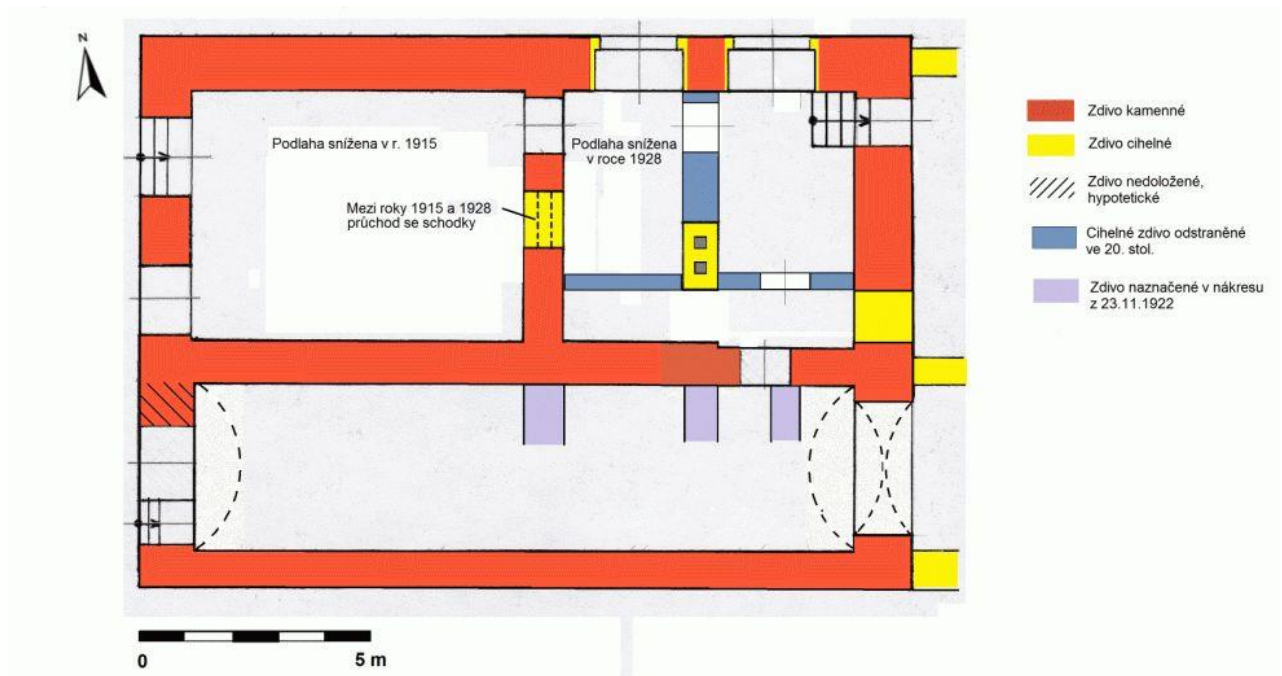 N
Podlaha snížena v r. 1915
Podlaha snížena
v roce 1928
Mezi roky 1915 a 1928
průchod se schodky
Zdivo kamenné
Zdivo cihelné
Zdivo nedoložené,
hypotetické
Cihelné zdivo odstraněné
ve 20. stol.
Zdivo naznačené v nákresu
z 23.11.1922
0 5 m